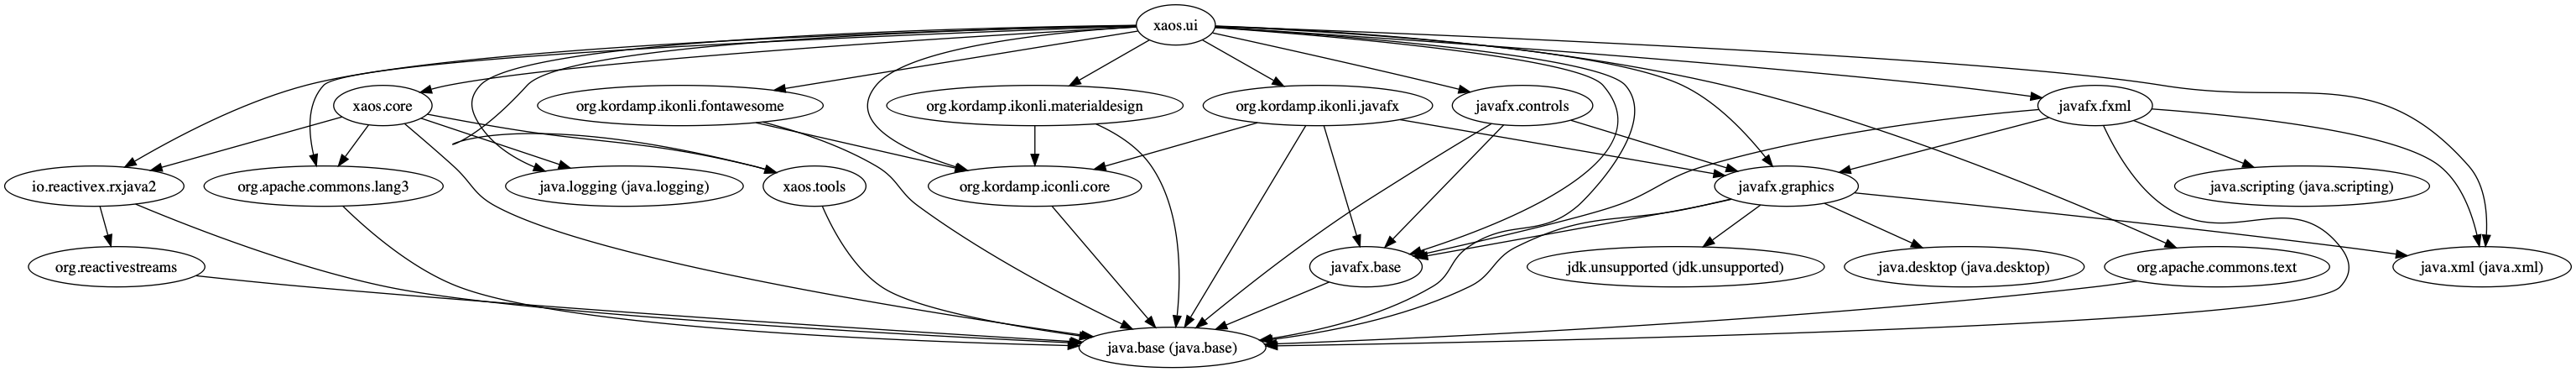 xaos.ui
xaos.core
org.kordamp.ikonli.fontawesome
org.kordamp.ikonli.materialdesign
org.kordamp.ikonli.javafx
javafx.controls
javafx.fxml
io.reactivex.rxjava2
org.apache.commons.lang3
java.logging (java.logging)
xaos.tools
org.kordamp.iconli.core
javafx.graphics
java.scripting (java.scripting)
org.reactivestreams
javafx.base
jdk.unsupported (jdk.unsupported)
java.desktop (java.desktop)
org.apache.commons.text
java.xml (java.xml)
java.base (java.base)